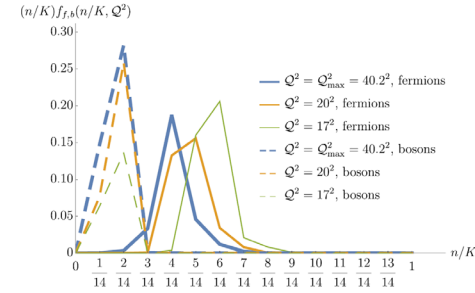 (n/K)f_{f,b}(n/K, 𝒬²)
0.30
0.25
0.20
0.15
0.10
0.05
0
𝒬² = 𝒬²_max = 40.2², fermions
𝒬² = 20², fermions
𝒬² = 17², fermions
𝒬² = 𝒬²_max = 40.2², bosons
𝒬² = 20², bosons
𝒬² = 17², bosons
n/K
0 1/14 2/14 3/14 4/14 5/14 6/14 7/14 8/14 9/14 10/14 11/14 12/14 13/14 1